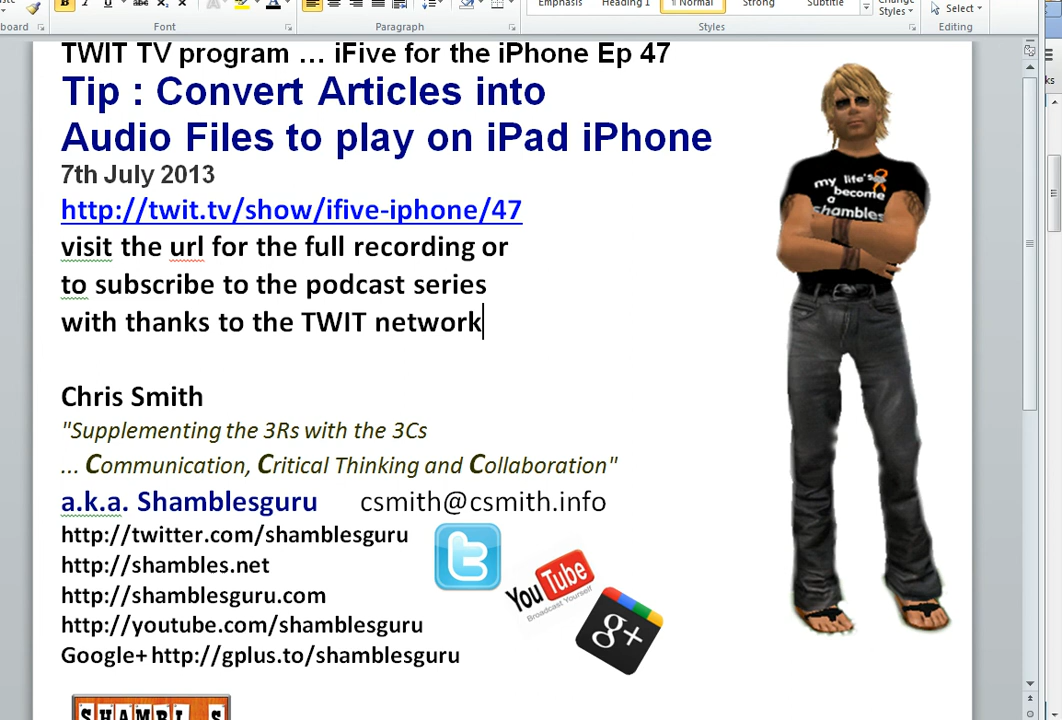 Emphasis Heading 1 ¶ Normal Strong Subtitle Change Styles Select
Font Paragraph Styles Editing
TWIT TV program … iFive for the iPhone Ep 47
Tip : Convert Articles into
Audio Files to play on iPad iPhone
7th July 2013
http://twit.tv/show/ifive-iphone/47
visit the url for the full recording or
to subscribe to the podcast series
with thanks to the TWIT network
my life's
become
a
shambles
Chris Smith
"Supplementing the 3Rs with the 3Cs
... Communication, Critical Thinking and Collaboration"
a.k.a. Shamblesguru csmith@csmith.info
http://twitter.com/shamblesguru
http://shambles.net
http://shamblesguru.com
http://youtube.com/shamblesguru
Google+ http://gplus.to/shamblesguru
t
YouTube
Broadcast Yourself
g+